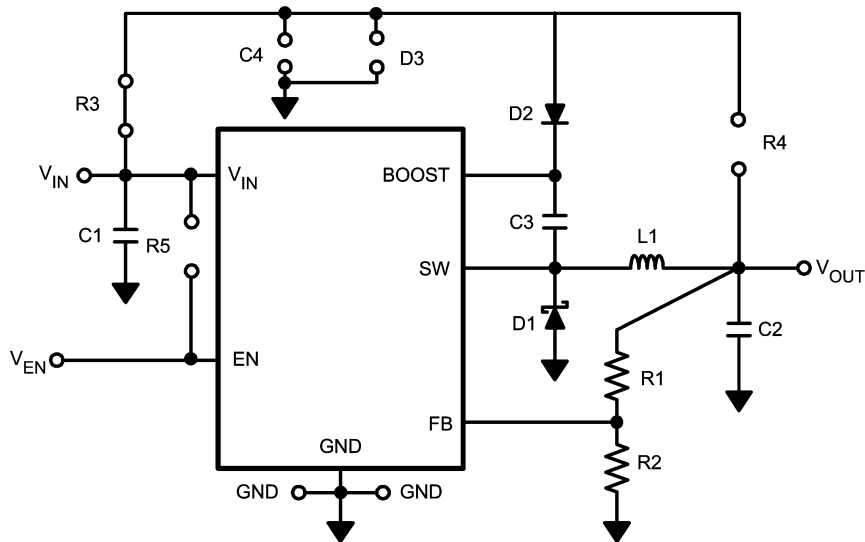 C4
D3
R3
D2
R4
VIN
VIN
BOOST
C1
R5
C3
L1
SW
VOUT
D1
C2
VEN
EN
R1
FB
GND
R2
GND
GND